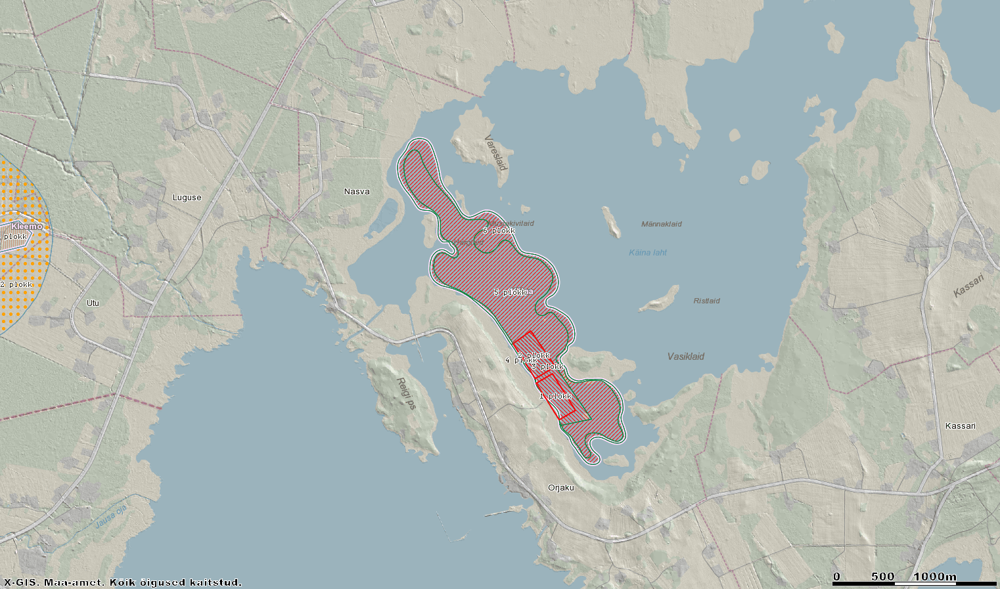 Vareslaid
Nasva
Luguse
Kleemo
plokk
6 plokk
Männaklaid
Käina laht
2 plokk
5 plokk
Kassari
Utu
Ristlaid
2 plokk
4 plokk
3 plokk
Vasiklaid
Reigi ps
1 plokk
Kassari
Orjaku
Jausa oja
X-GIS. Maa-amet. Kõik õigused kaitstud.
0 500 1000m